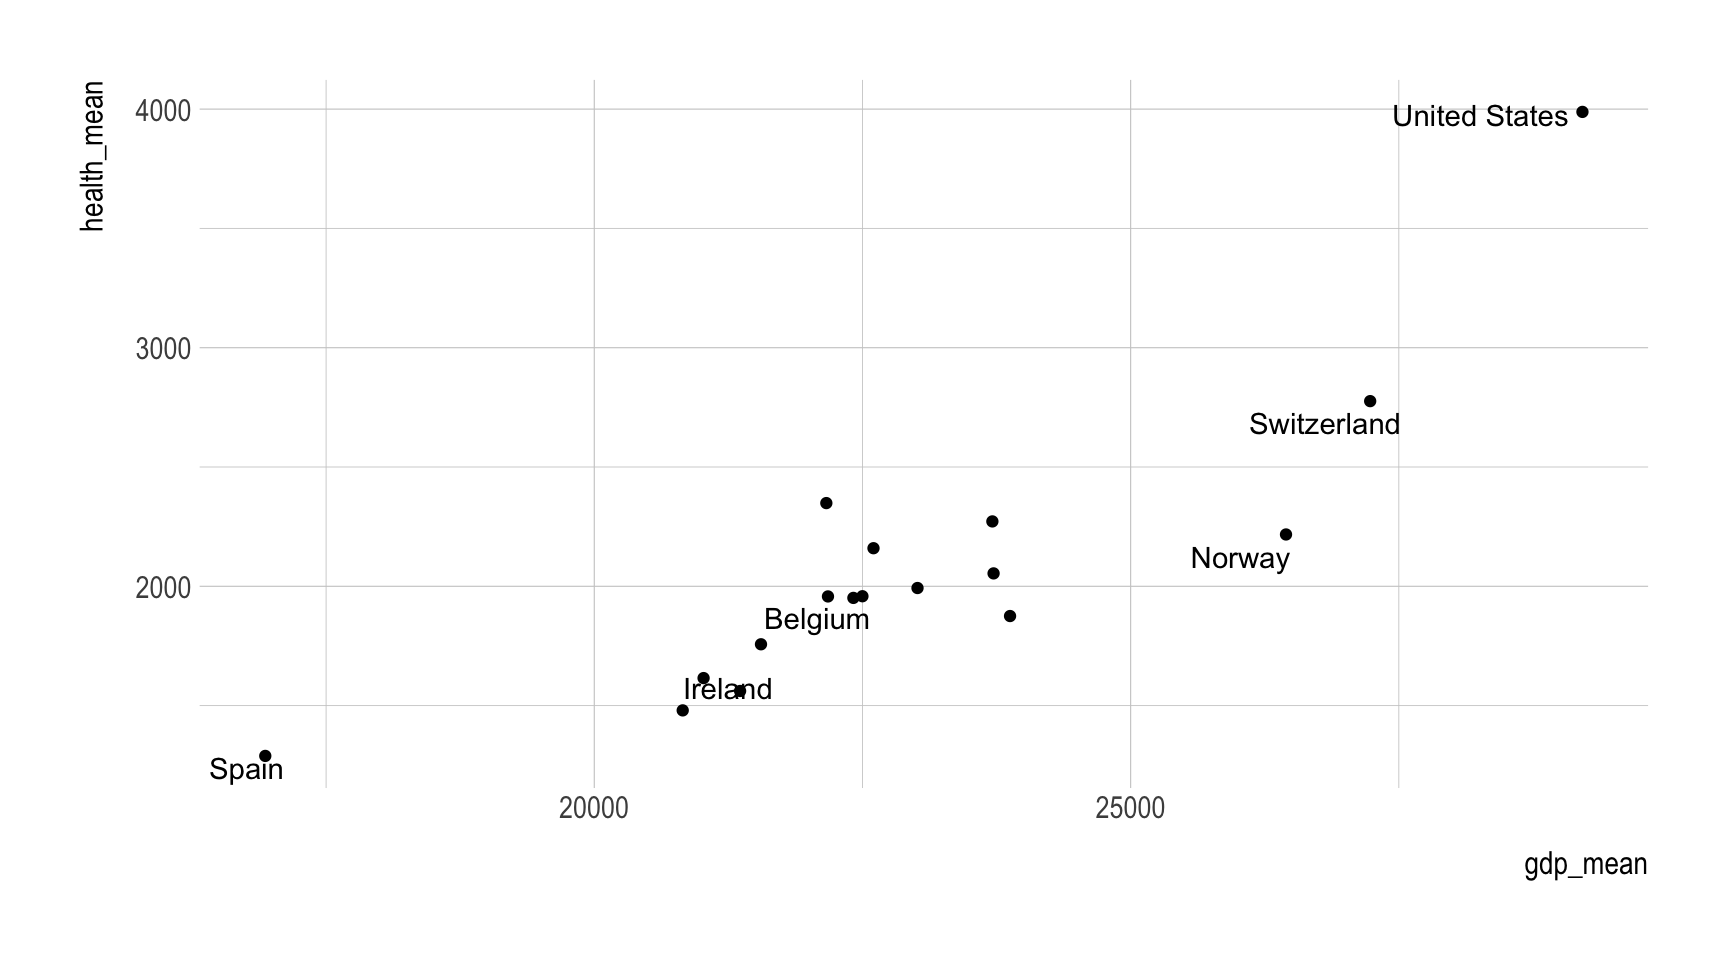 health_mean
4000
United States
3000
Switzerland
Norway
2000
Belgium
Ireland
Spain
20000
25000
gdp_mean